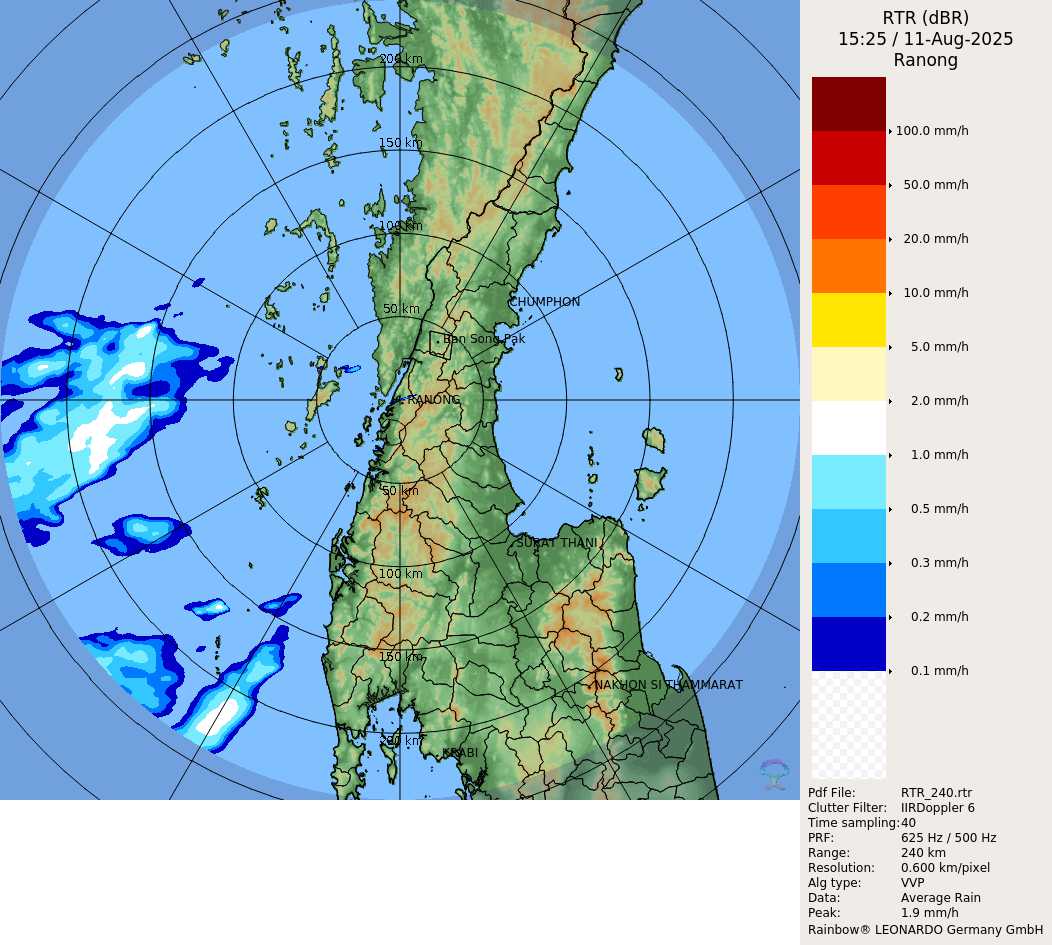 RTR (dBR)
15:25 / 11-Aug-2025
Ranong
200 km
150 km
100 km
50 km
CHUMPHON
Ban Song Pak
RANONG
50 km
SURAT THANI
100 km
150 km
NAKHON SI THAMMARAT
200 km
KRABI
100.0 mm/h
50.0 mm/h
20.0 mm/h
10.0 mm/h
5.0 mm/h
2.0 mm/h
1.0 mm/h
0.5 mm/h
0.3 mm/h
0.2 mm/h
0.1 mm/h
Pdf File: RTR_240.rtr
Clutter Filter: IIRDoppler 6
Time sampling:40
PRF: 625 Hz / 500 Hz
Range: 240 km
Resolution: 0.600 km/pixel
Alg type: VVP
Data: Average Rain
Peak: 1.9 mm/h
Rainbow® LEONARDO Germany GmbH